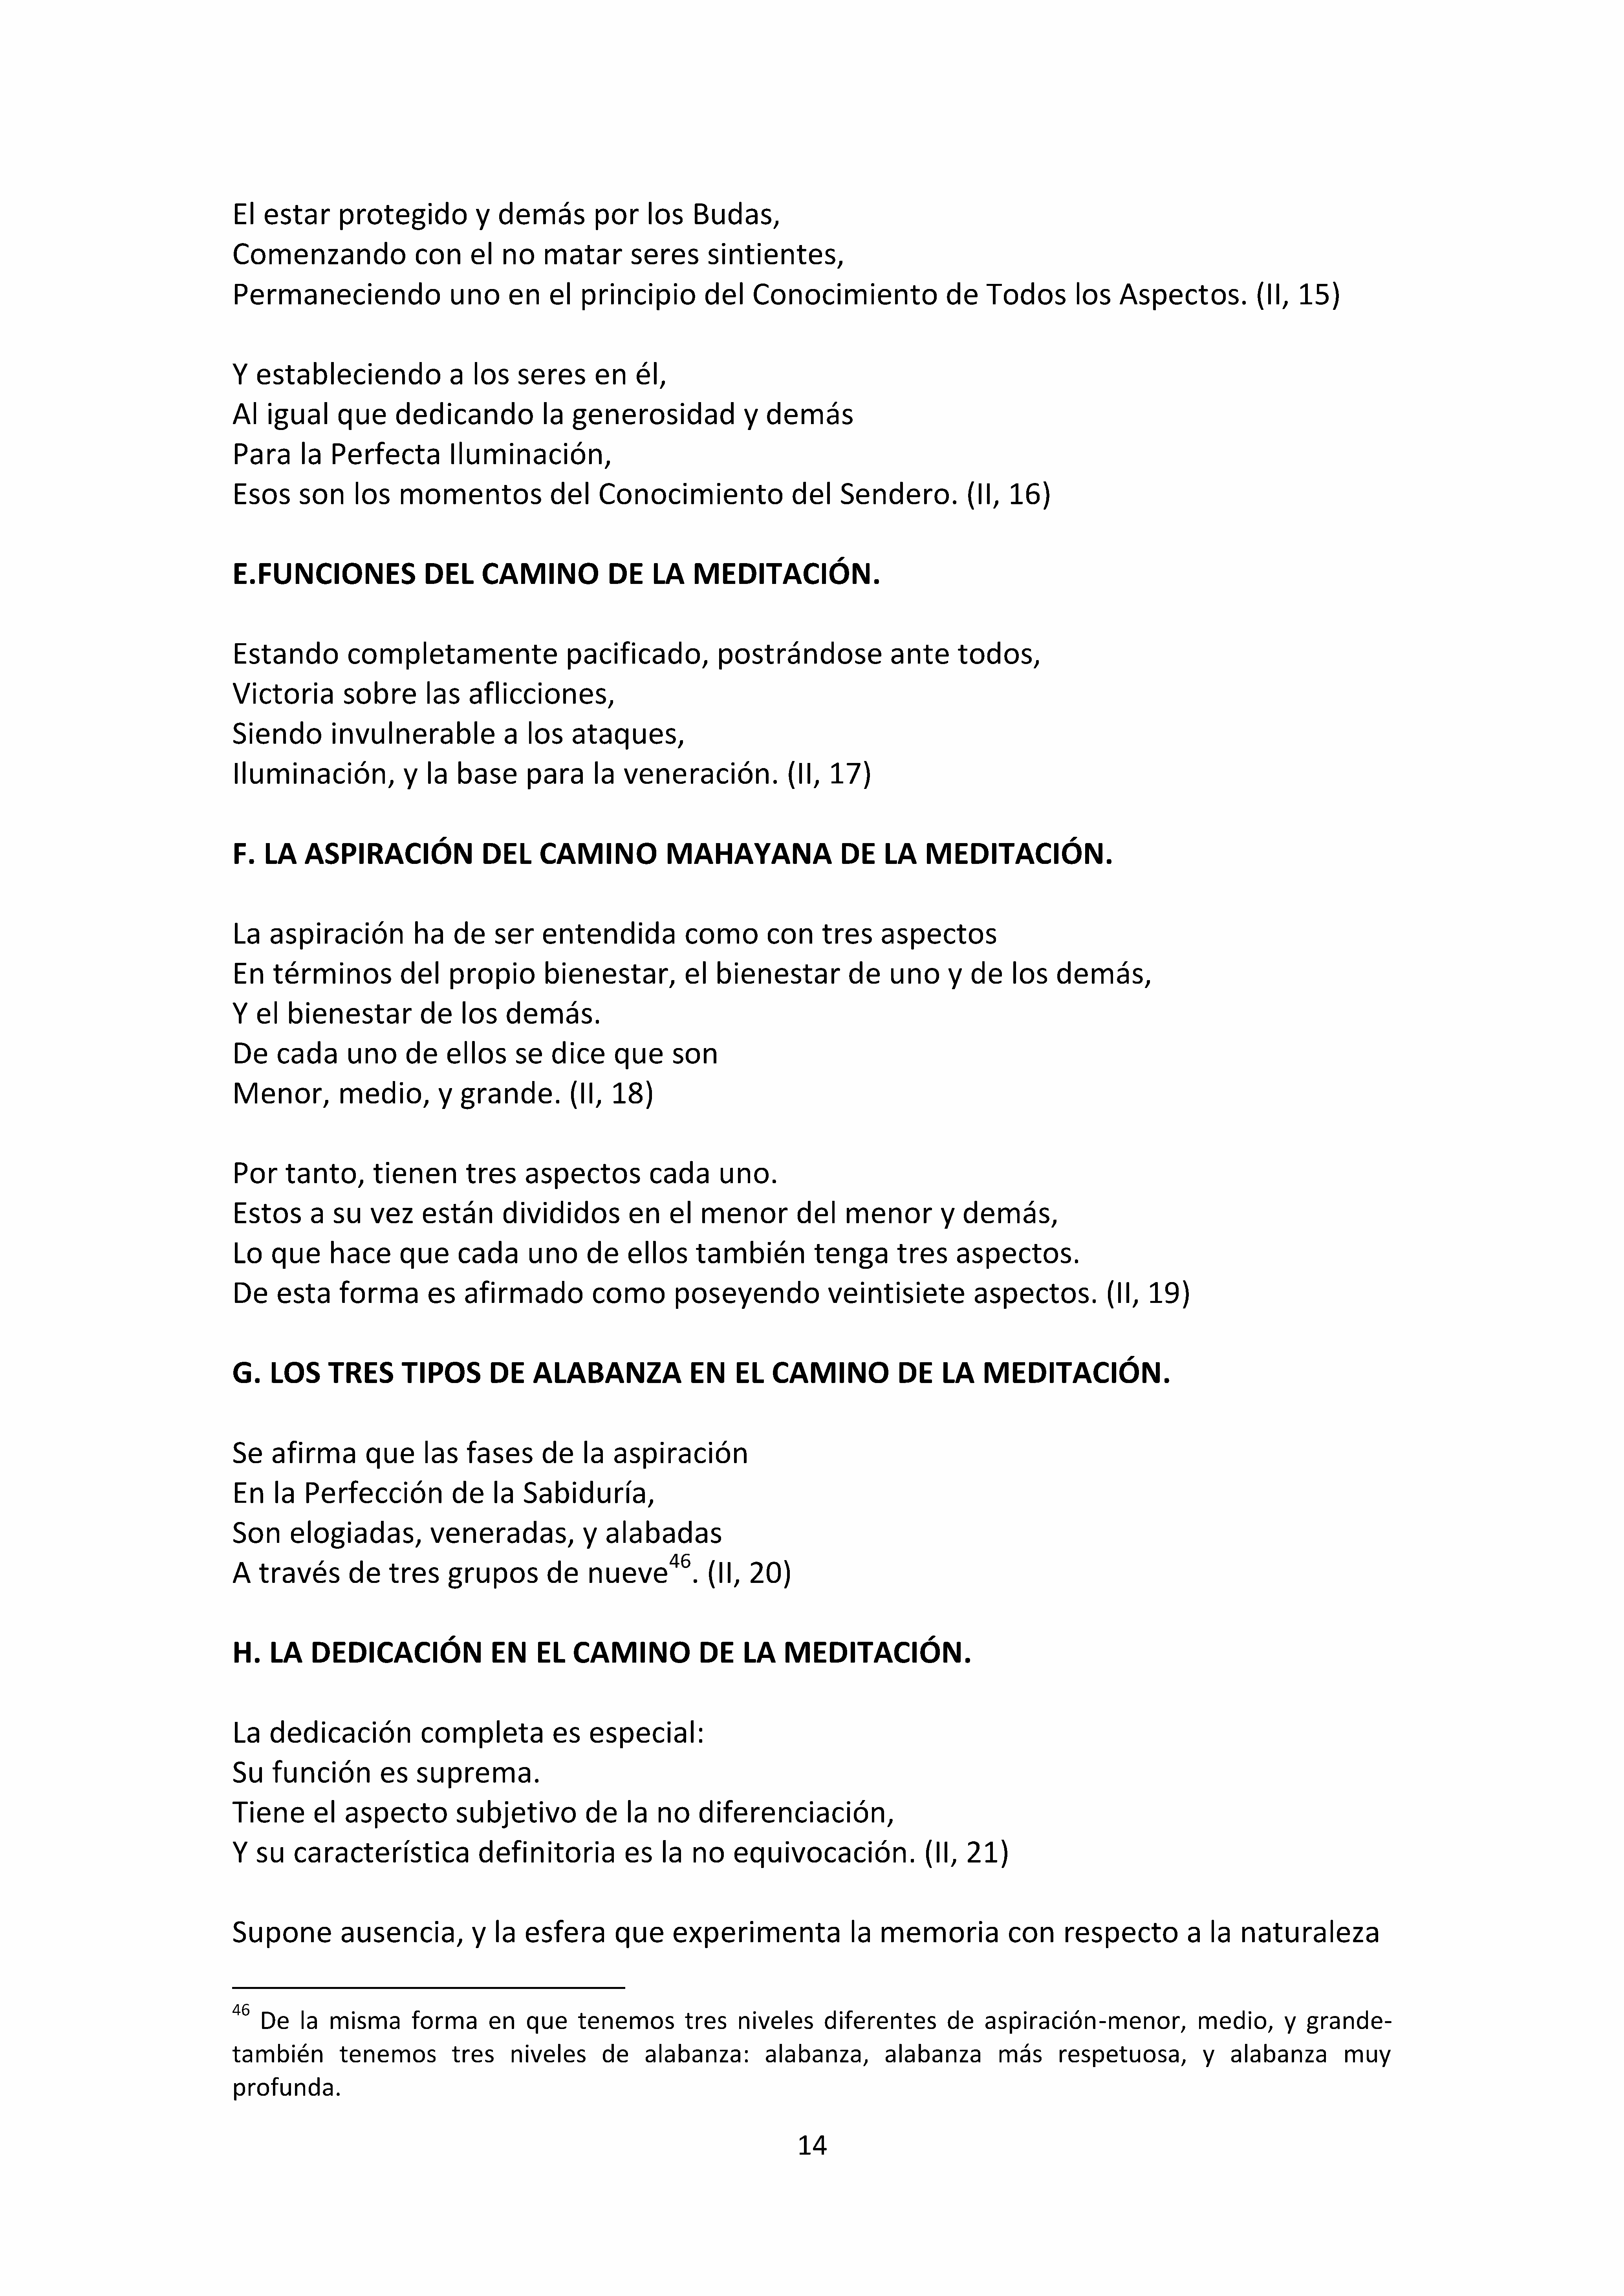 El estar protegido y demás por los Budas,
Comenzando con el no matar seres sintientes,
Permaneciendo uno en el principio del Conocimiento de Todos los Aspectos. (II, 15)
Y estableciendo a los seres en él,
Al igual que dedicando la generosidad y demás
Para la Perfecta Iluminación,
Esos son los momentos del Conocimiento del Sendero. (II, 16)
E.FUNCIONES DEL CAMINO DE LA MEDITACIÓN.
Estando completamente pacificado, postrándose ante todos,
Victoria sobre las aflicciones,
Siendo invulnerable a los ataques,
Iluminación, y la base para la veneración. (II, 17)
F. LA ASPIRACIÓN DEL CAMINO MAHAYANA DE LA MEDITACIÓN.
La aspiración ha de ser entendida como con tres aspectos
En términos del propio bienestar, el bienestar de uno y de los demás,
Y el bienestar de los demás.
De cada uno de ellos se dice que son
Menor, medio, y grande. (II, 18)
Por tanto, tienen tres aspectos cada uno.
Estos a su vez están divididos en el menor del menor y demás,
Lo que hace que cada uno de ellos también tenga tres aspectos.
De esta forma es afirmado como poseyendo veintisiete aspectos. (II, 19)
G. LOS TRES TIPOS DE ALABANZA EN EL CAMINO DE LA MEDITACIÓN.
Se afirma que las fases de la aspiración
En la Perfección de la Sabiduría,
Son elogiadas, veneradas, y alabadas
A través de tres grupos de nueve46. (II, 20)
H. LA DEDICACIÓN EN EL CAMINO DE LA MEDITACIÓN.
La dedicación completa es especial:
Su función es suprema.
Tiene el aspecto subjetivo de la no diferenciación,
Y su característica definitoria es la no equivocación. (II, 21)
Supone ausencia, y la esfera que experimenta la memoria con respecto a la naturaleza
46 De la misma forma en que tenemos tres niveles diferentes de aspiración-menor, medio, y grande-
también tenemos tres niveles de alabanza: alabanza, alabanza más respetuosa, y alabanza muy
profunda.
14